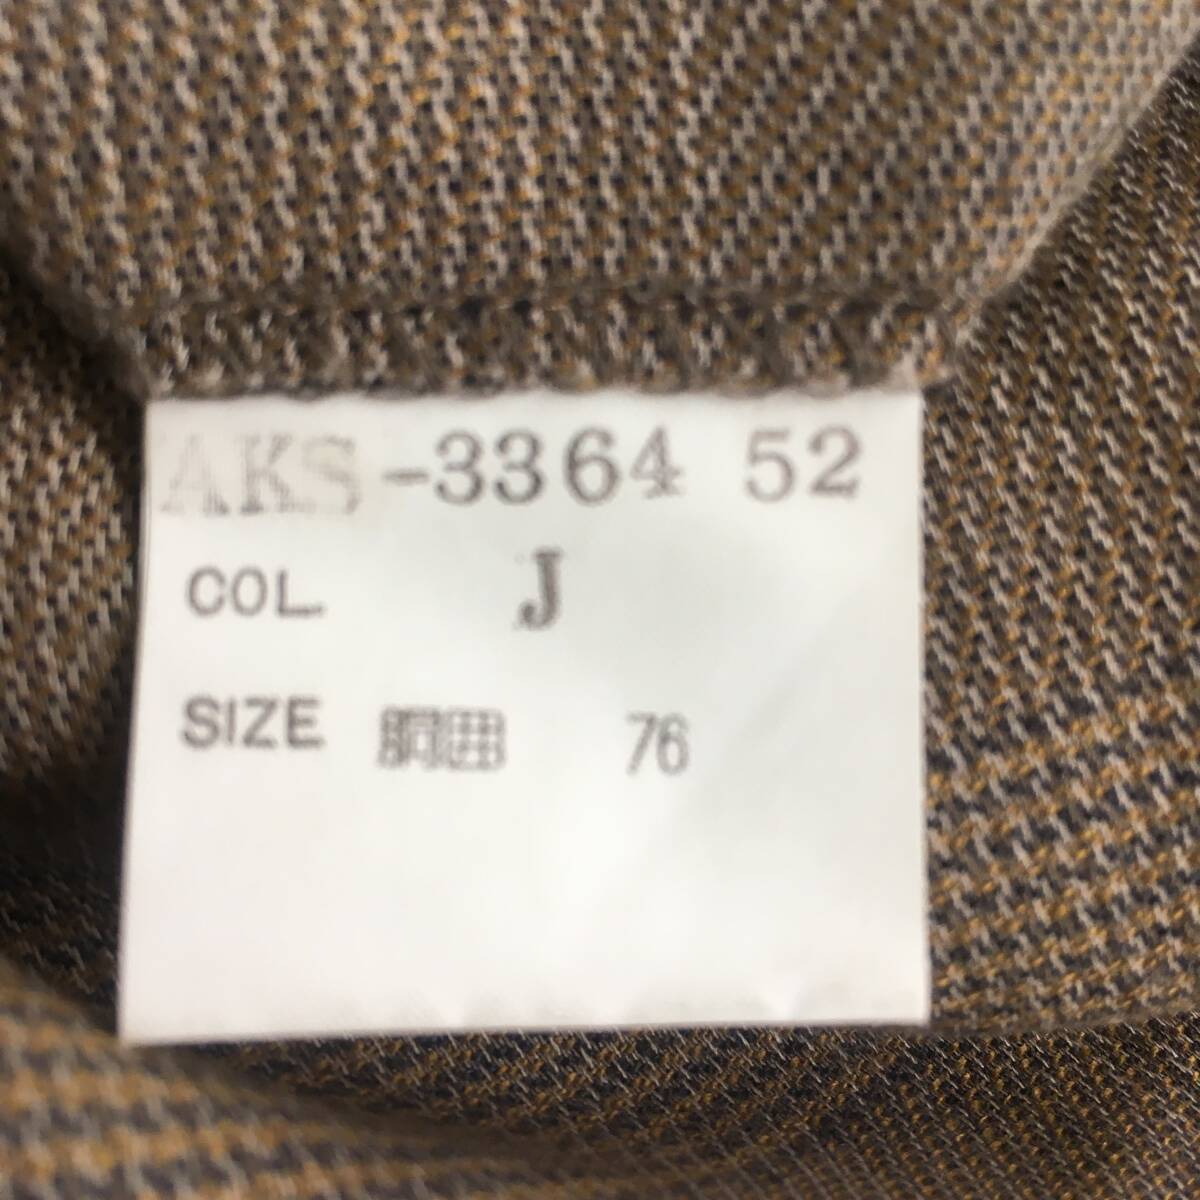 AKS-3364 52
COL J
SIZE 胴囲 76